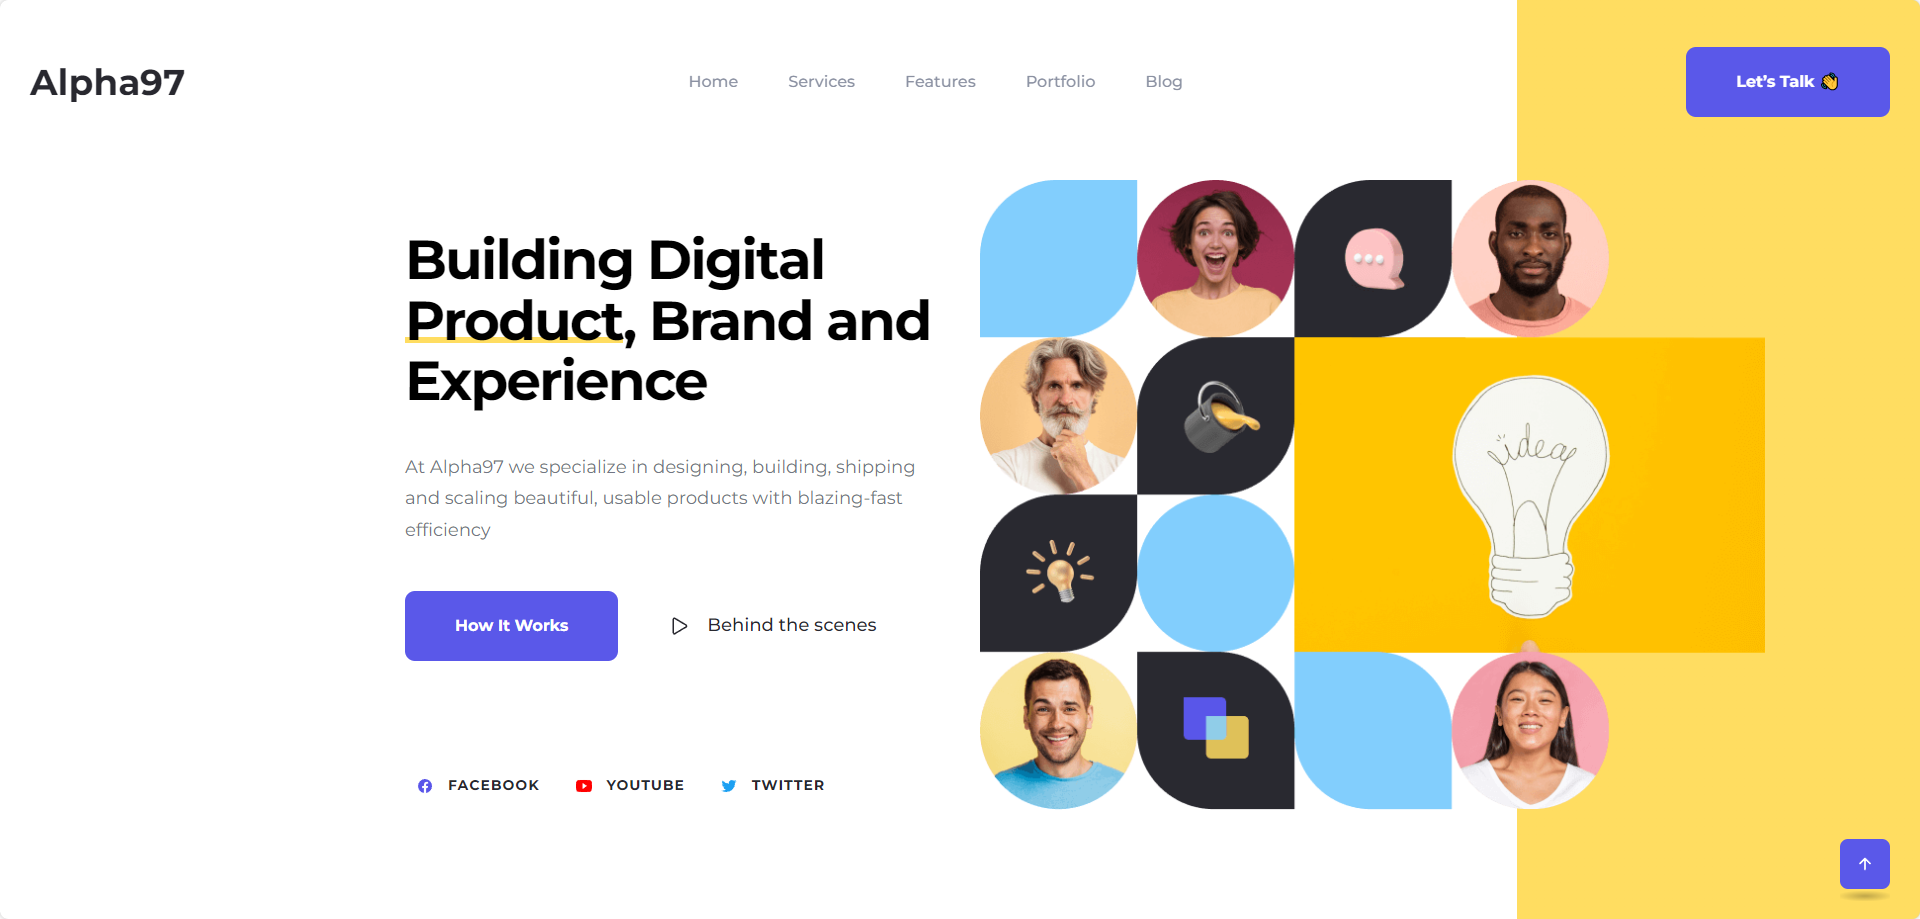 Alpha97
Home
Services
Features
Portfolio
Blog
Let's Talk 👋
Building Digital
Product, Brand and
Experience
At Alpha97 we specialize in designing, building, shipping
and scaling beautiful, usable products with blazing-fast
efficiency
How It Works
Behind the scenes
idea
FACEBOOK
YOUTUBE
TWITTER